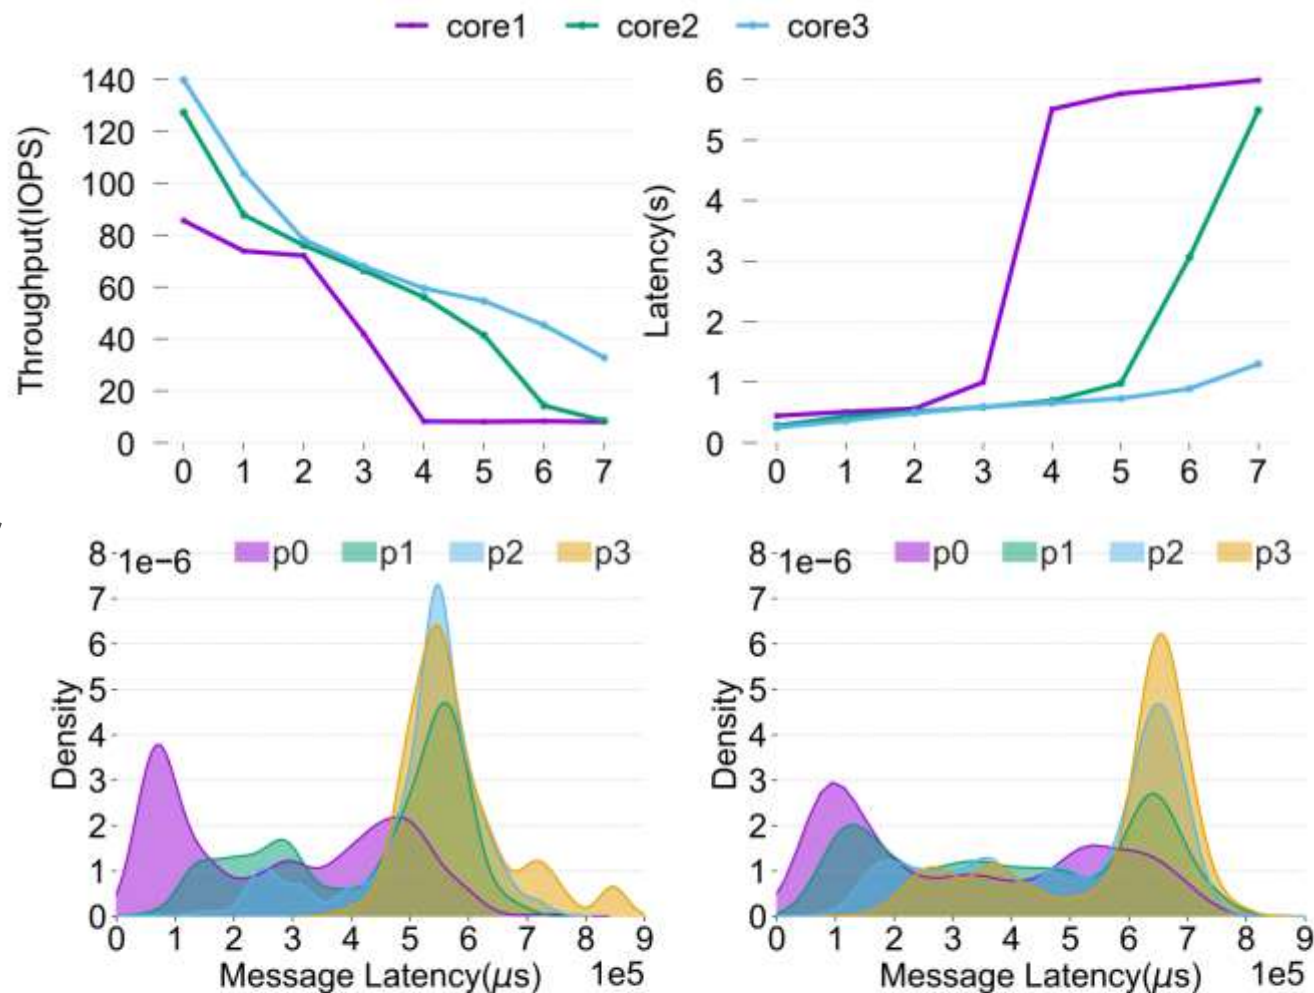 core1 core2 core3
Throughput(IOPS)
140
120
100
80
60
40
20
0
0 1 2 3 4 5 6 7
Latency(s)
6
5
4
3
2
1
0
0 1 2 3 4 5 6 7
8 1e-6 p0 p1 p2 p3
7
6
5
4
3
2
1
0
Density
0 1 2 3 4 5 6 7 8 9
Message Latency(μs) 1e5
8 1e-6 p0 p1 p2 p3
7
6
5
4
3
2
1
0
Density
0 1 2 3 4 5 6 7 8 9
Message Latency(μs) 1e5